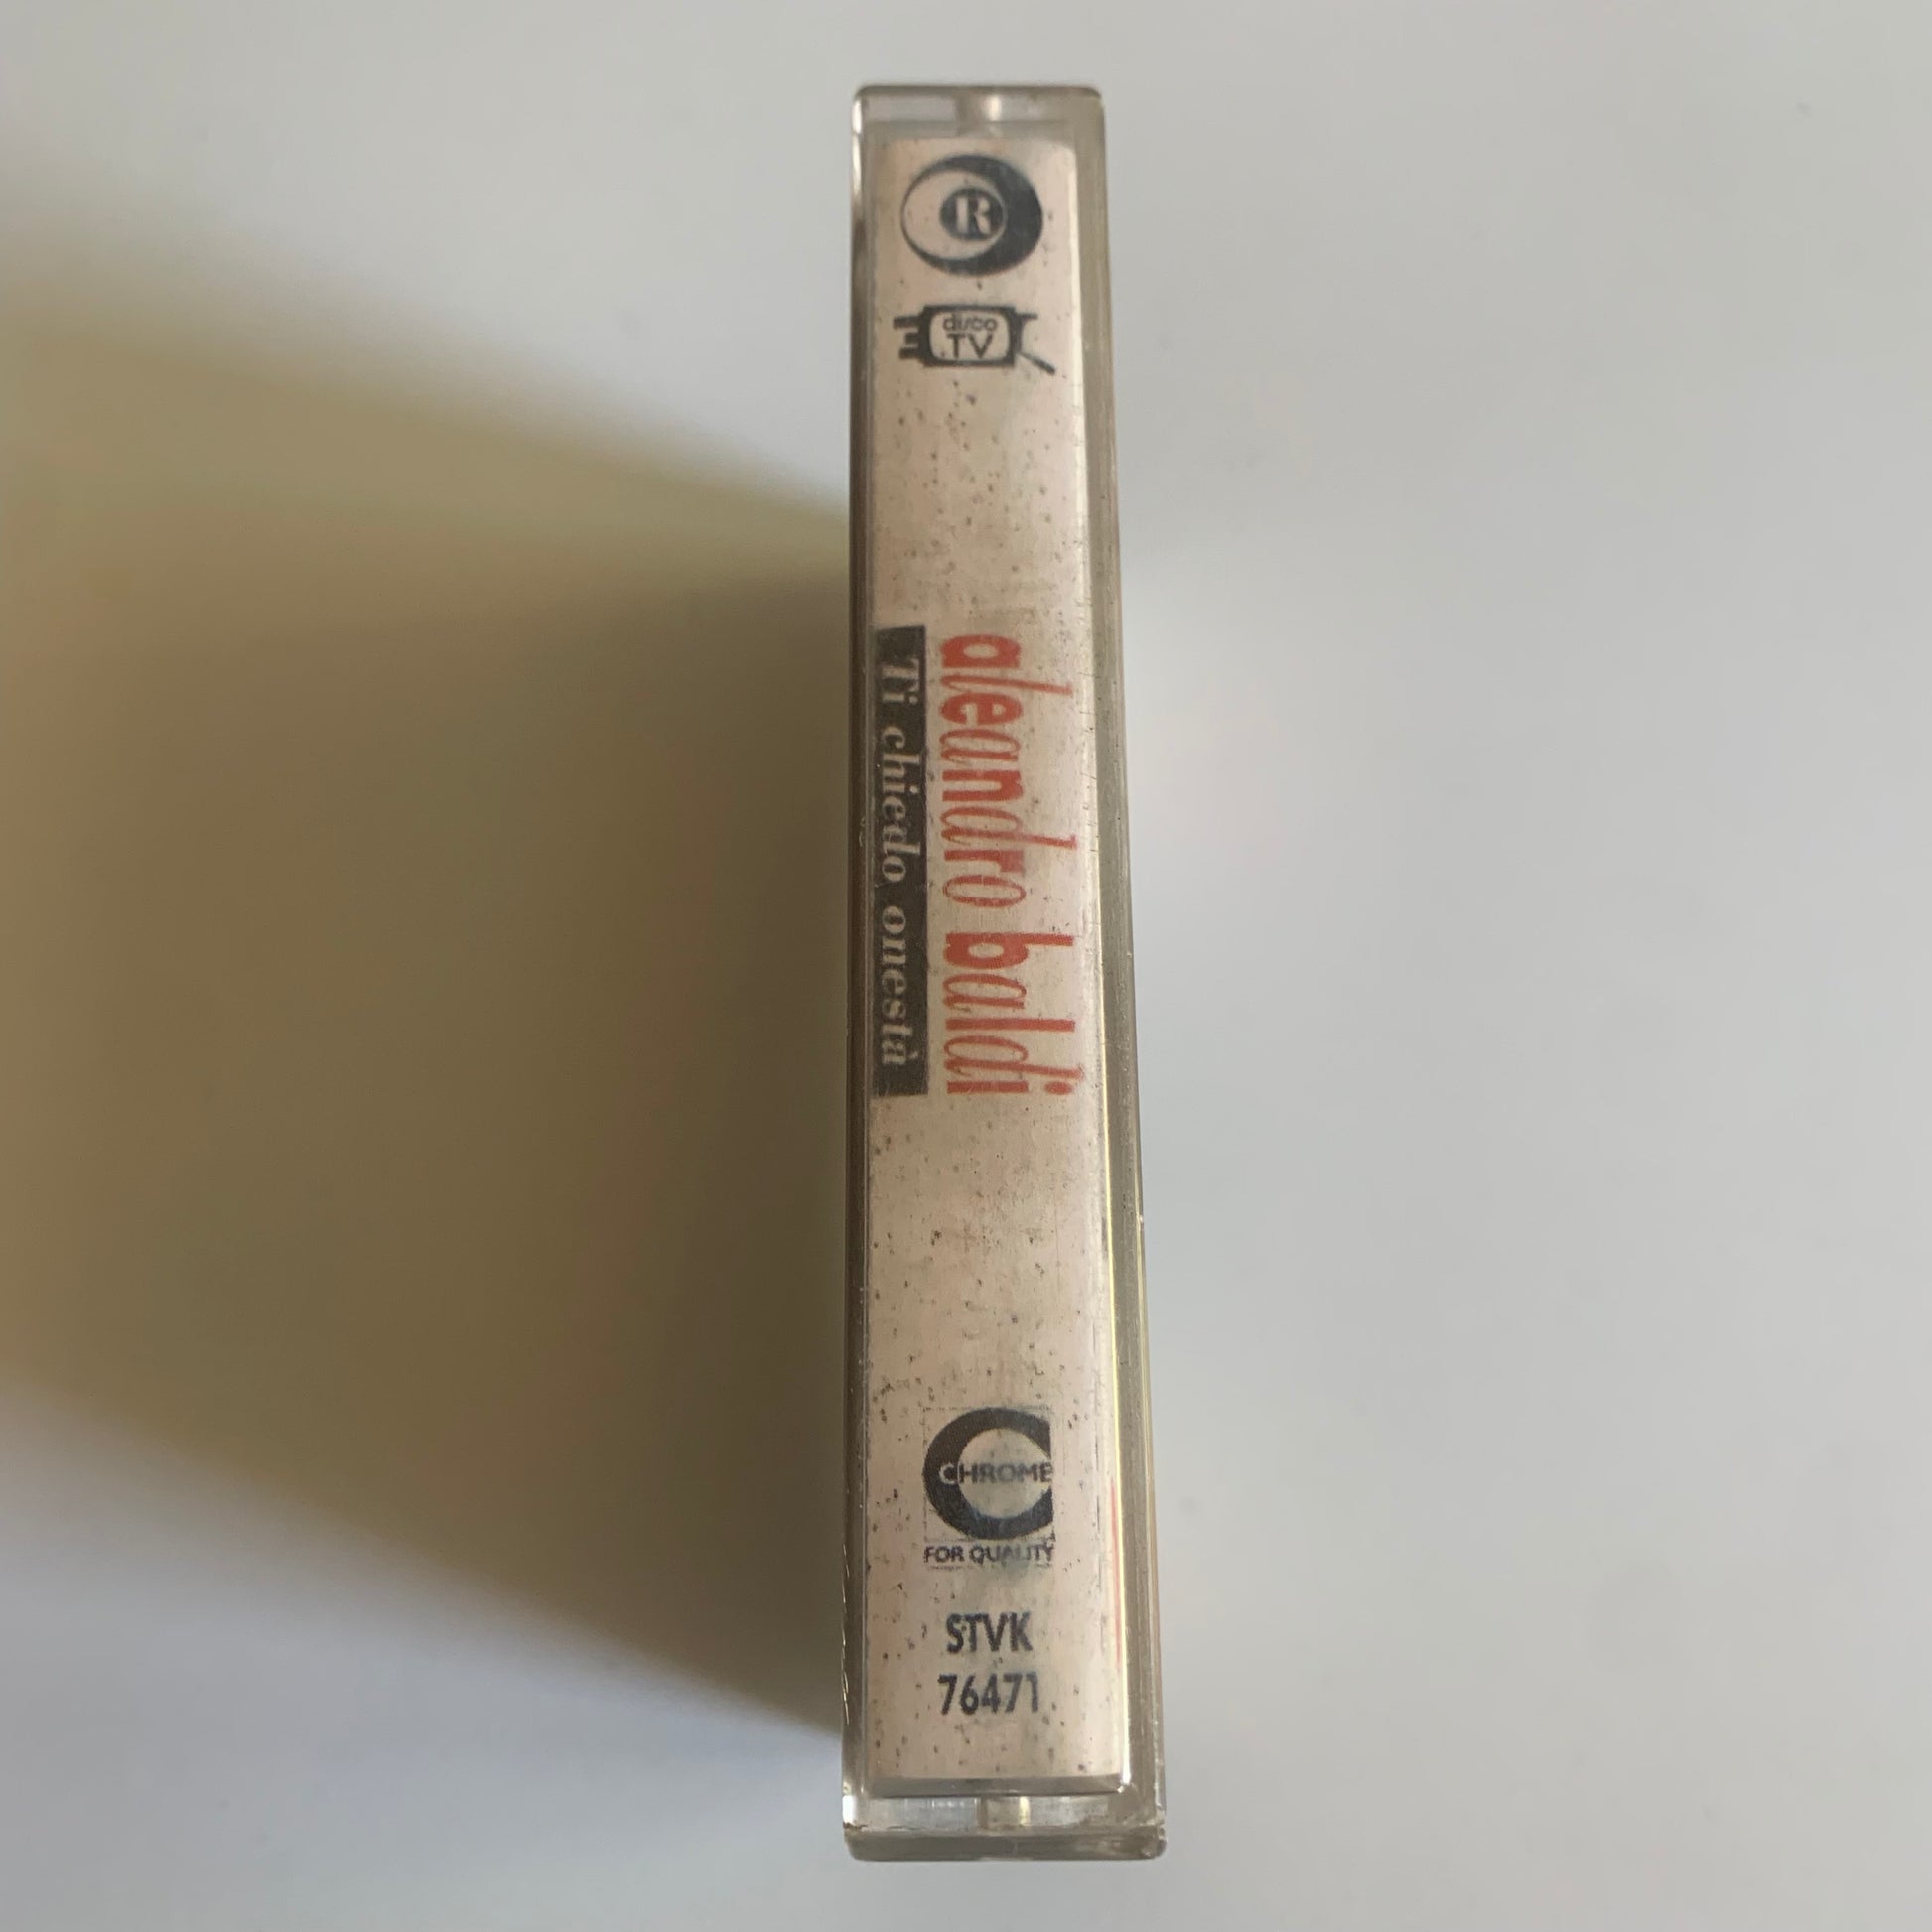 R
disco
TV
aleandro baldi
Ti chiedo onestà
CHROME
FOR QUALITY
STVK
76471